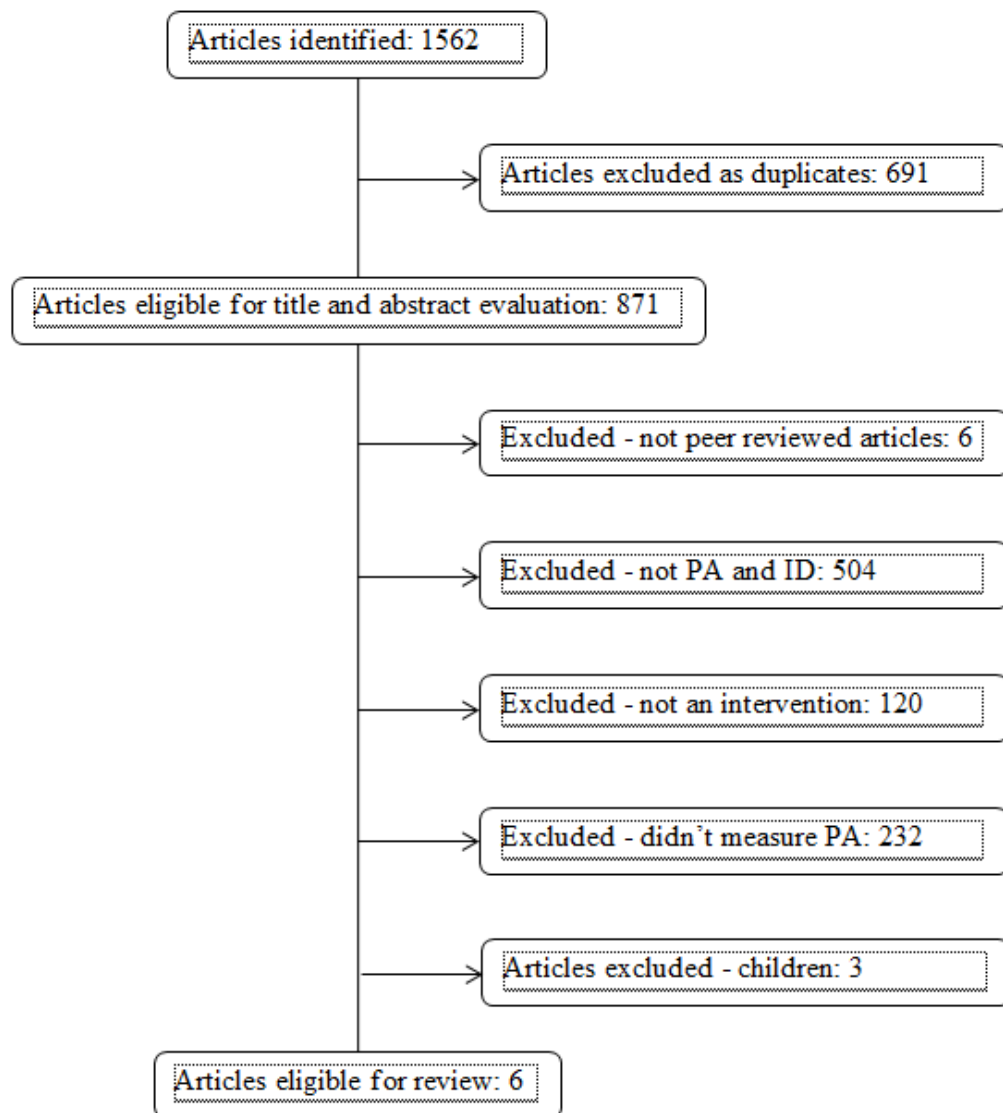 Articles identified: 1562
Articles excluded as duplicates: 691
Articles eligible for title and abstract evaluation: 871
Excluded - not peer reviewed articles: 6
Excluded - not PA and ID: 504
Excluded - not an intervention: 120
Excluded - didn’t measure PA: 232
Articles excluded - children: 3
Articles eligible for review: 6